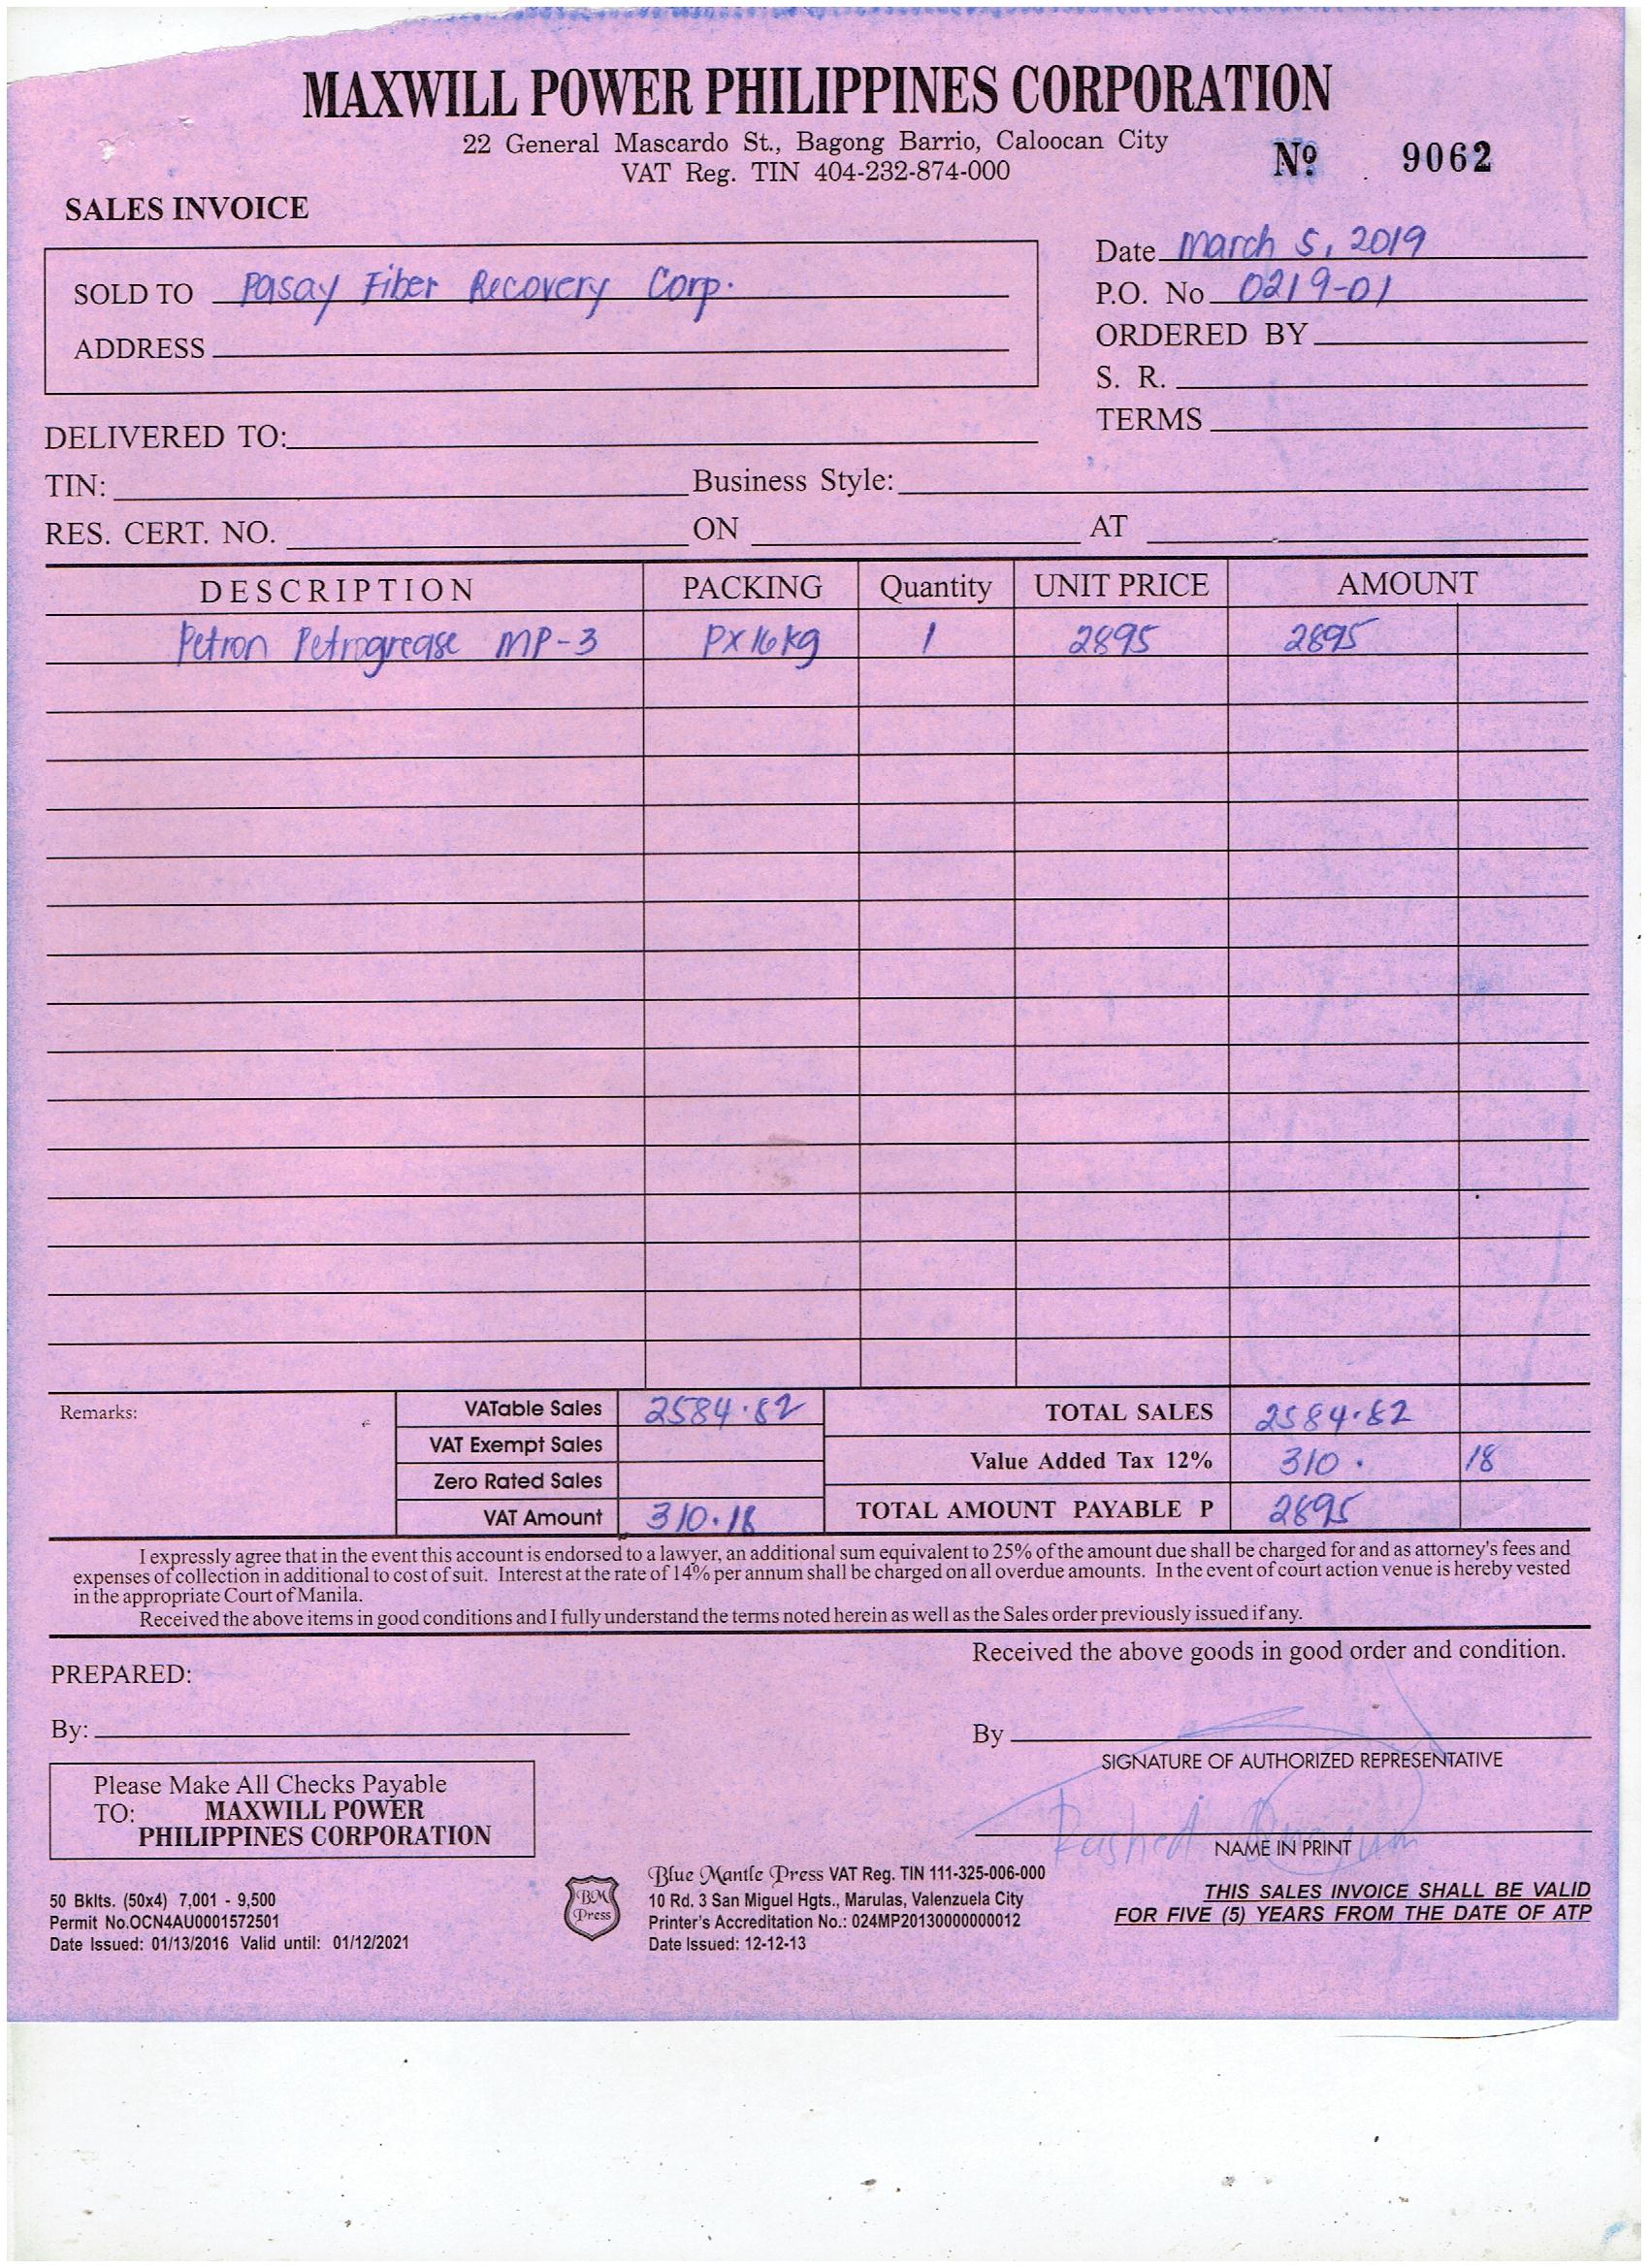 MAXWILL POWER PHILIPPINES CORPORATION
22 General Mascardo St., Bagong Barrio, Caloocan City
VAT Reg. TIN 404-232-874-000
Nº 9062
SALES INVOICE
Date March 5, 2019
SOLD TO Pasay Fiber Recovery Corp.
P.O. No 0219-01
ADDRESS
ORDERED BY
S. R.
TERMS
DELIVERED TO:
TIN: Business Style:
RES. CERT. NO. ON AT
DESCRIPTION PACKING Quantity UNIT PRICE AMOUNT
Petron Petrogrease MP-3 PX16kg 1 2895 2895
Remarks:
VATable Sales 2584.82 TOTAL SALES 2584.82
VAT Exempt Sales
Value Added Tax 12% 310. 18
Zero Rated Sales
VAT Amount 310.18 TOTAL AMOUNT PAYABLE P 2895
I expressly agree that in the event this account is endorsed to a lawyer, an additional sum equivalent to 25% of the amount due shall be charged for and as attorney's fees and
expenses of collection in additional to cost of suit. Interest at the rate of 14% per annum shall be charged on all overdue amounts. In the event of court action venue is hereby vested
in the appropriate Court of Manila.
Received the above items in good conditions and I fully understand the terms noted herein as well as the Sales order previously issued if any.
Received the above goods in good order and condition.
PREPARED:
By:
By
SIGNATURE OF AUTHORIZED REPRESENTATIVE
Please Make All Checks Payable
TO: MAXWILL POWER
PHILIPPINES CORPORATION
Rashed
NAME IN PRINT
50 Bklts. (50x4) 7,001 - 9,500
Permit No.OCN4AU0001572501
Date Issued: 01/13/2016 Valid until: 01/12/2021
BM
Press
Blue Mantle Press VAT Reg. TIN 111-325-006-000
10 Rd. 3 San Miguel Hgts., Marulas, Valenzuela City
Printer's Accreditation No.: 024MP20130000000012
Date Issued: 12-12-13
THIS SALES INVOICE SHALL BE VALID
FOR FIVE (5) YEARS FROM THE DATE OF ATP